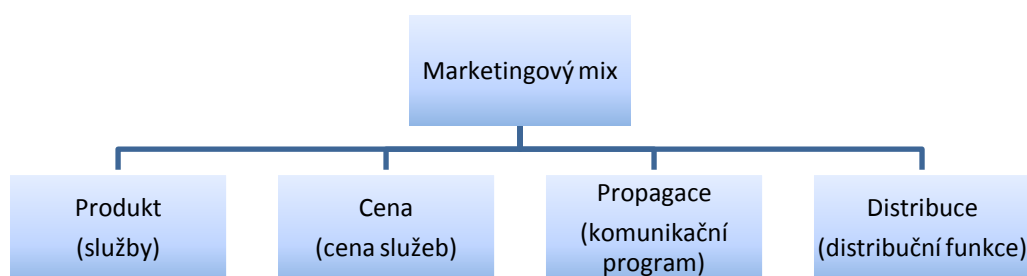 Marketingový mix
Produkt
(služby)
Cena
(cena služeb)
Propagace
(komunikační
program)
Distribuce
(distribuční funkce)